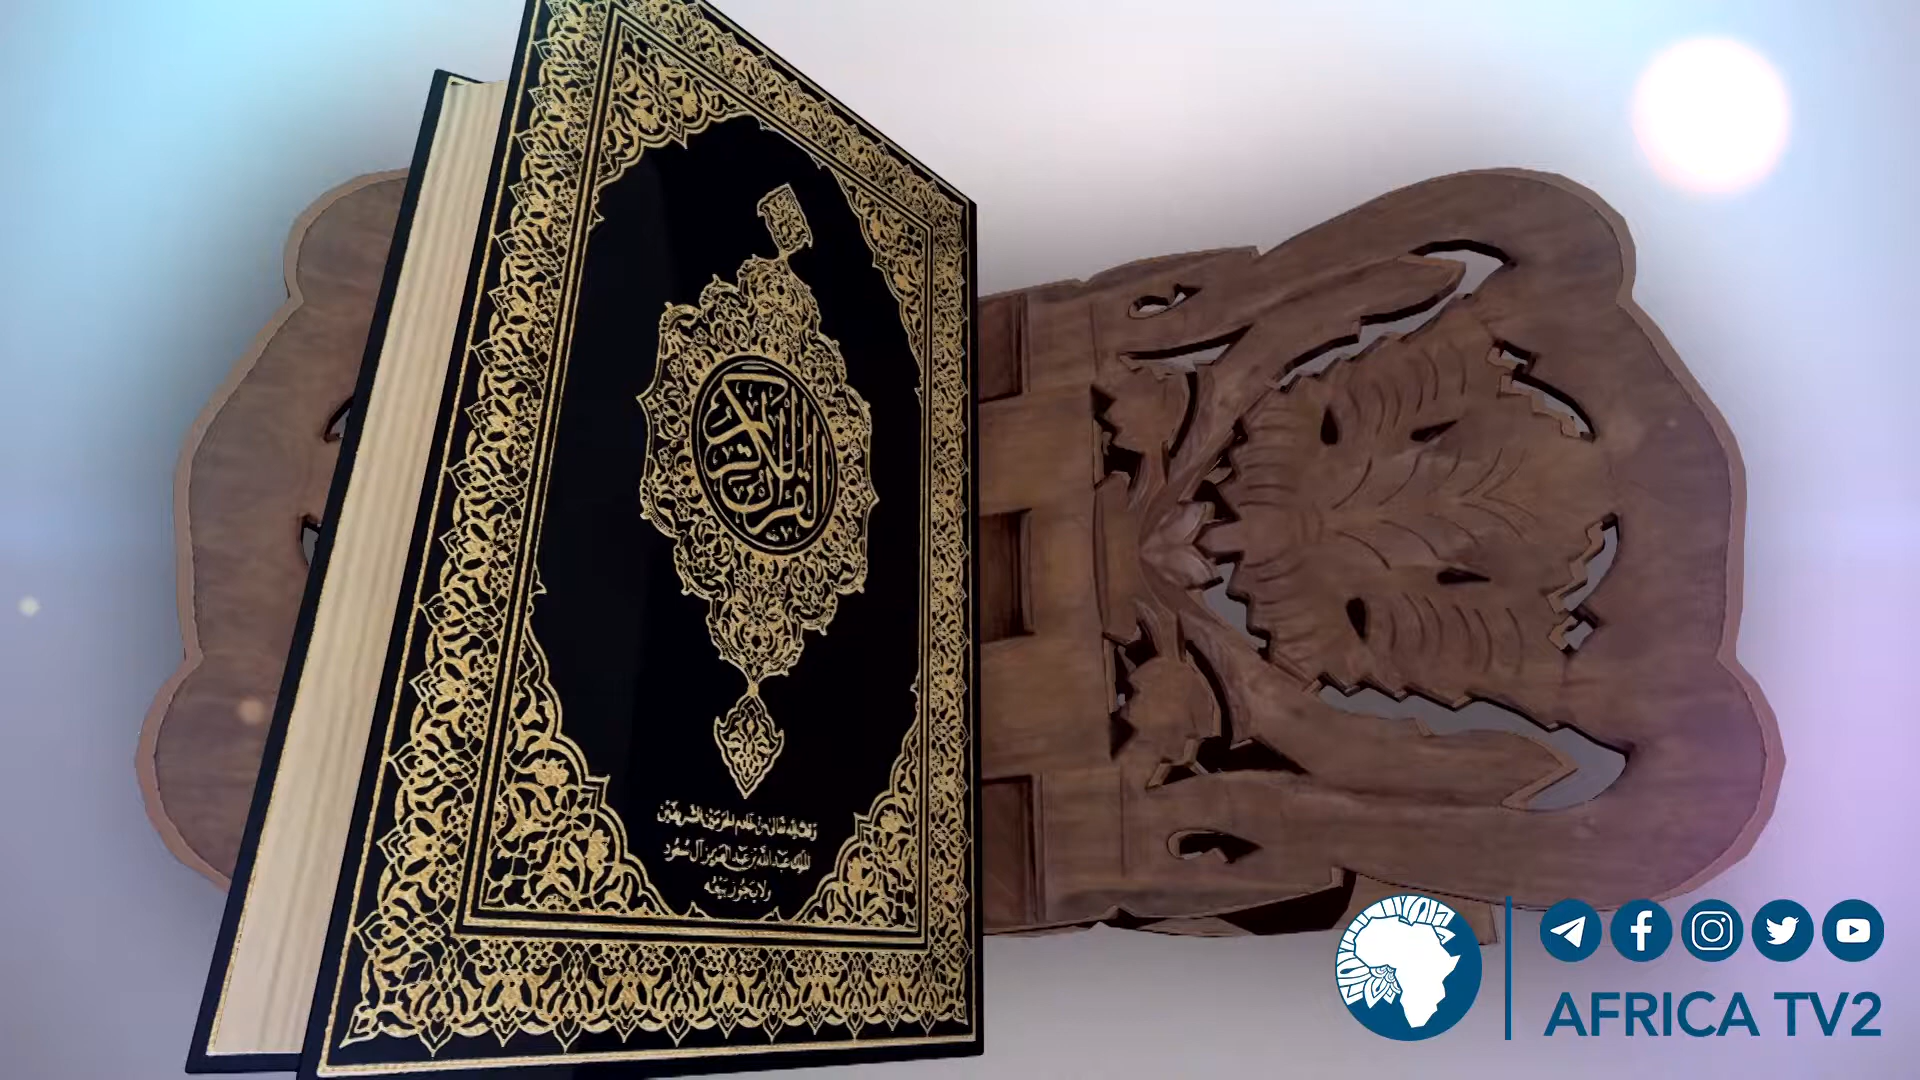 القرآن الكريم
وقف لله تعالى من خادم الحرمين الشريفين
الملك عبد الله بن عبد العزيز آل سعود
ولا يجوز بيعه
AFRICA TV2